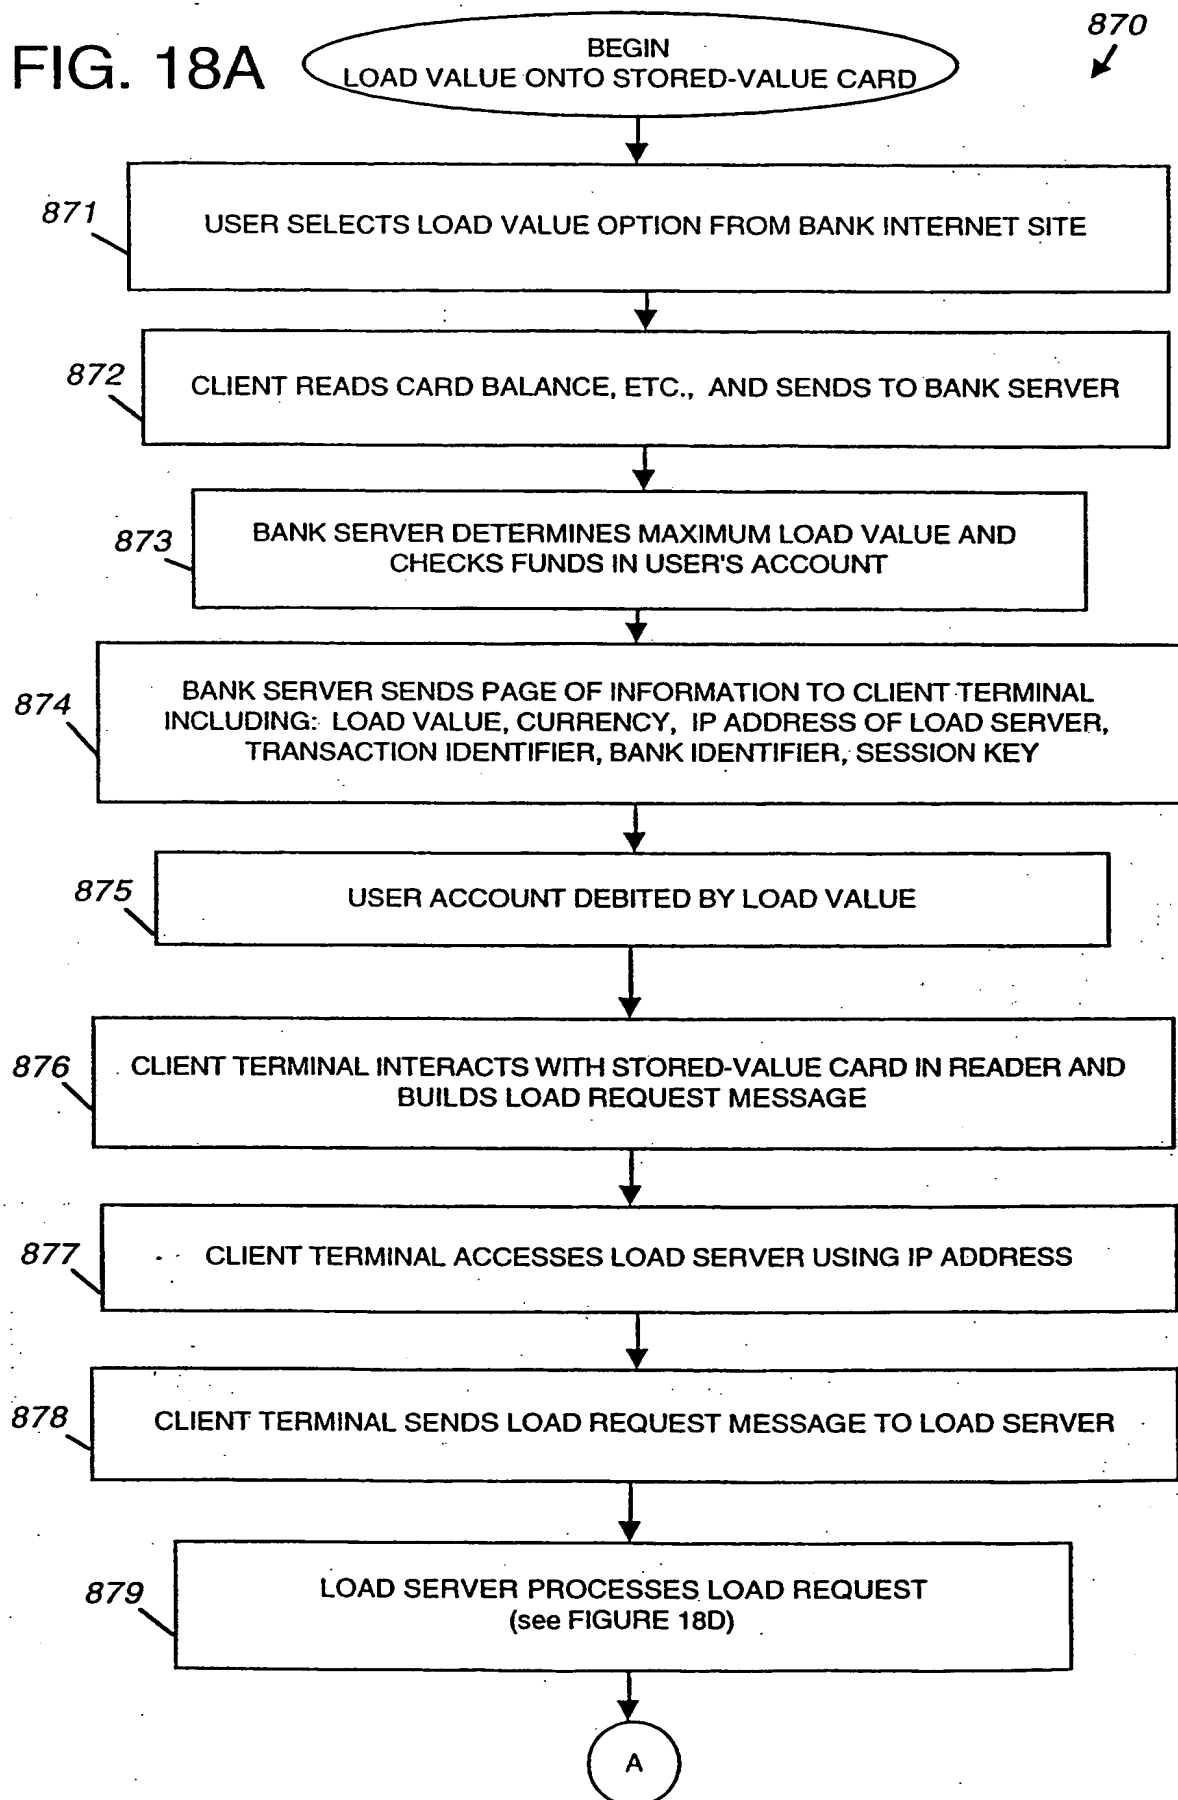 870
FIG. 18A
BEGIN
LOAD VALUE ONTO STORED-VALUE CARD
871
USER SELECTS LOAD VALUE OPTION FROM BANK INTERNET SITE
872
CLIENT READS CARD BALANCE, ETC., AND SENDS TO BANK SERVER
873
BANK SERVER DETERMINES MAXIMUM LOAD VALUE AND
CHECKS FUNDS IN USER'S ACCOUNT
874
BANK SERVER SENDS PAGE OF INFORMATION TO CLIENT TERMINAL
INCLUDING: LOAD VALUE, CURRENCY, IP ADDRESS OF LOAD SERVER,
TRANSACTION IDENTIFIER, BANK IDENTIFIER, SESSION KEY
875
USER ACCOUNT DEBITED BY LOAD VALUE
876
CLIENT TERMINAL INTERACTS WITH STORED-VALUE CARD IN READER AND
BUILDS LOAD REQUEST MESSAGE
877
CLIENT TERMINAL ACCESSES LOAD SERVER USING IP ADDRESS
878
CLIENT TERMINAL SENDS LOAD REQUEST MESSAGE TO LOAD SERVER
879
LOAD SERVER PROCESSES LOAD REQUEST
(see FIGURE 18D)
A